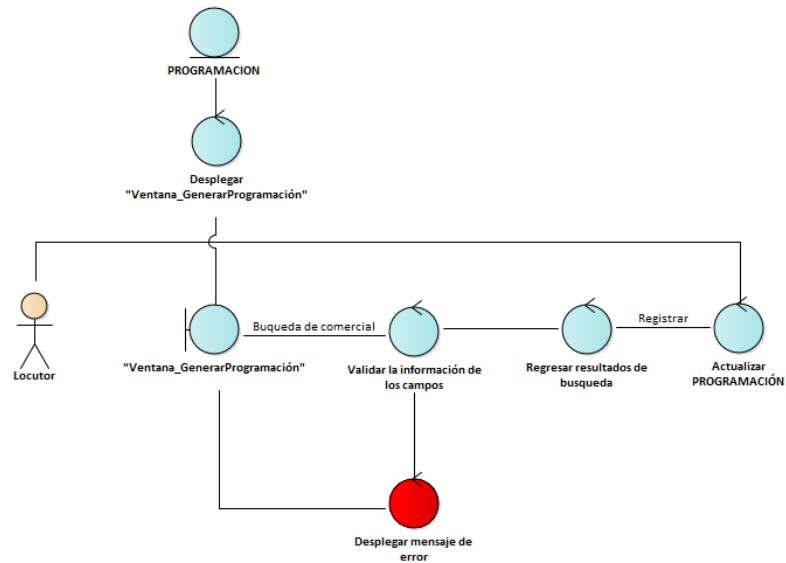 PROGRAMACION
Desplegar
"Ventana_GenerarProgramación"
Locutor
Buqueda de comercial
Registrar
"Ventana_GenerarProgramación"
Validar la información de
los campos
Regresar resultados de
busqueda
Actualizar
PROGRAMACIÓN
Desplegar mensaje de
error